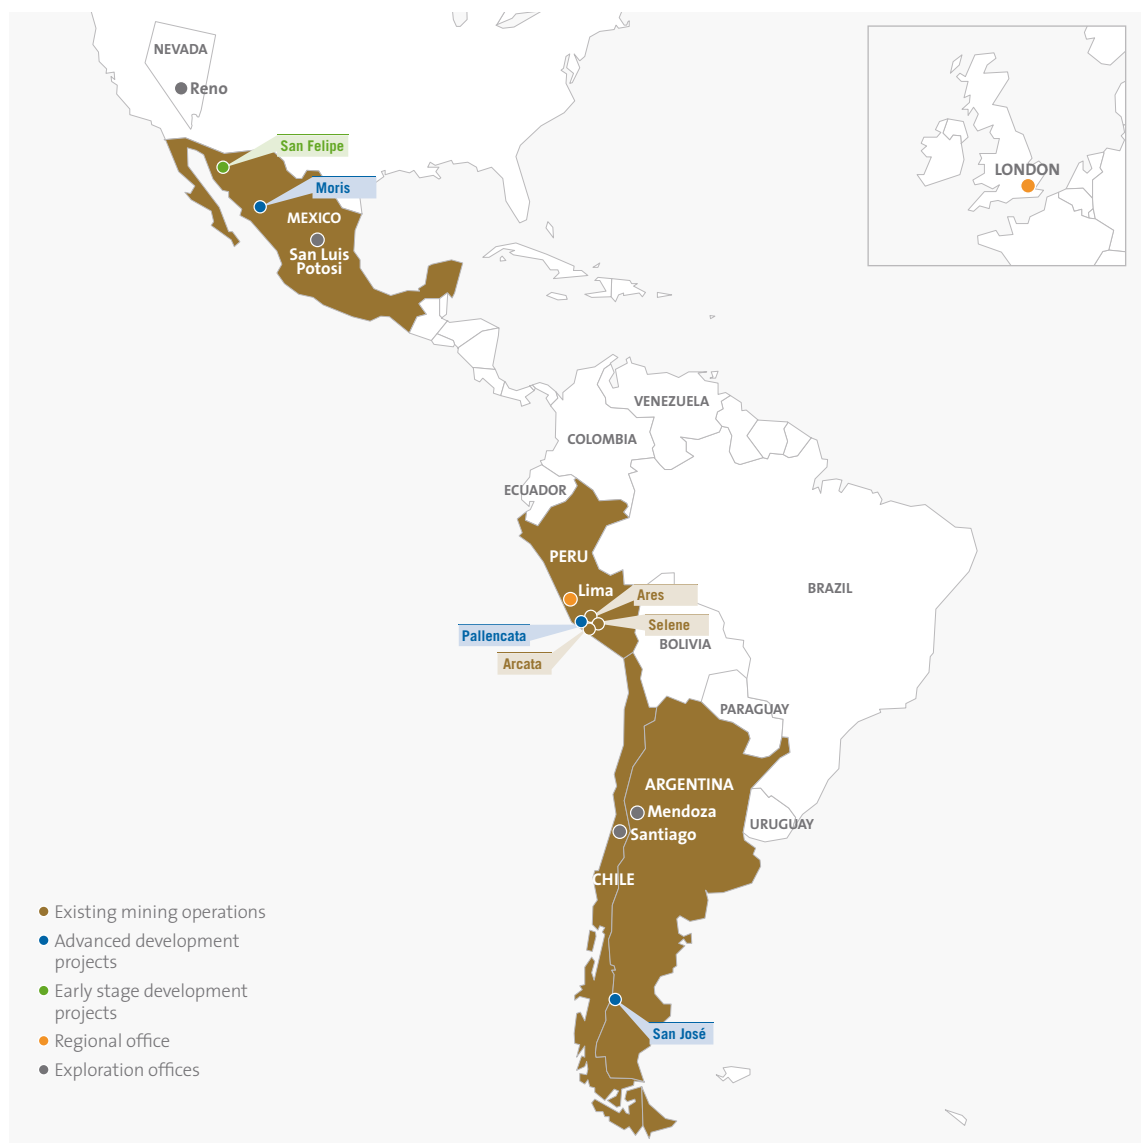 NEVADA
Reno
San Felipe
Moris
MEXICO
San Luis
Potosi
LONDON
VENEZUELA
COLOMBIA
ECUADOR
PERU
Lima
Ares
BRAZIL
Pallencata
Selene
BOLIVIA
Arcata
PARAGUAY
ARGENTINA
Mendoza
Santiago
URUGUAY
CHILE
San José
Existing mining operations
Advanced development
projects
Early stage development
projects
Regional office
Exploration offices